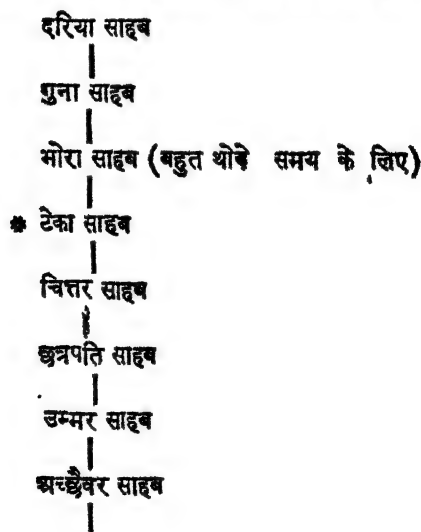 दरिया साहब
गुना साहब
भोरा साहब (बहुत थोड़े समय के लिए)
* टेका साहब
चित्तर साहब
छत्रपति साहब
उम्मर साहब
अच्छैवर साहब